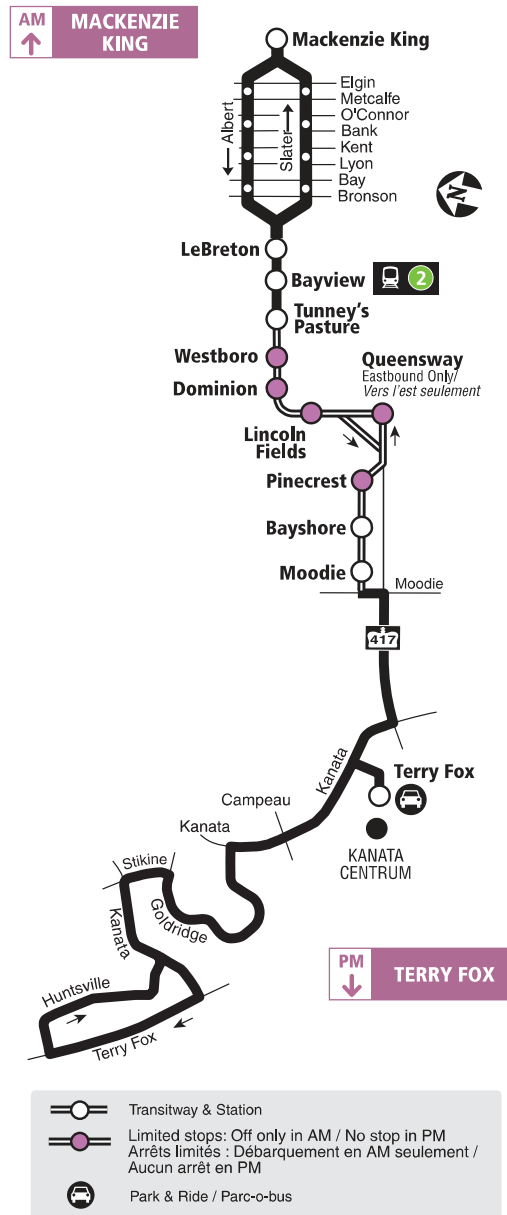 AM
MACKENZIE
KING
Mackenzie King
Elgin
Metcalfe
O'Connor
Bank
Kent
Lyon
Bay
Bronson
Albert
Slater
N
LeBreton
Bayview
2
Tunney's
Pasture
Westboro
Dominion
Queensway
Eastbound Only/
Vers l'est seulement
Lincoln
Fields
Pinecrest
Bayshore
Moodie
Moodie
417
Kanata
Terry Fox
Campeau
Kanata
KANATA
CENTRUM
Stikine
Goldridge
Kanata
Huntsville
Terry Fox
PM
TERRY FOX
Transitway & Station
Limited stops: Off only in AM / No stop in PM
Arrêts limités : Débarquement en AM seulement /
Aucun arrêt en PM
Park & Ride / Parc-o-bus